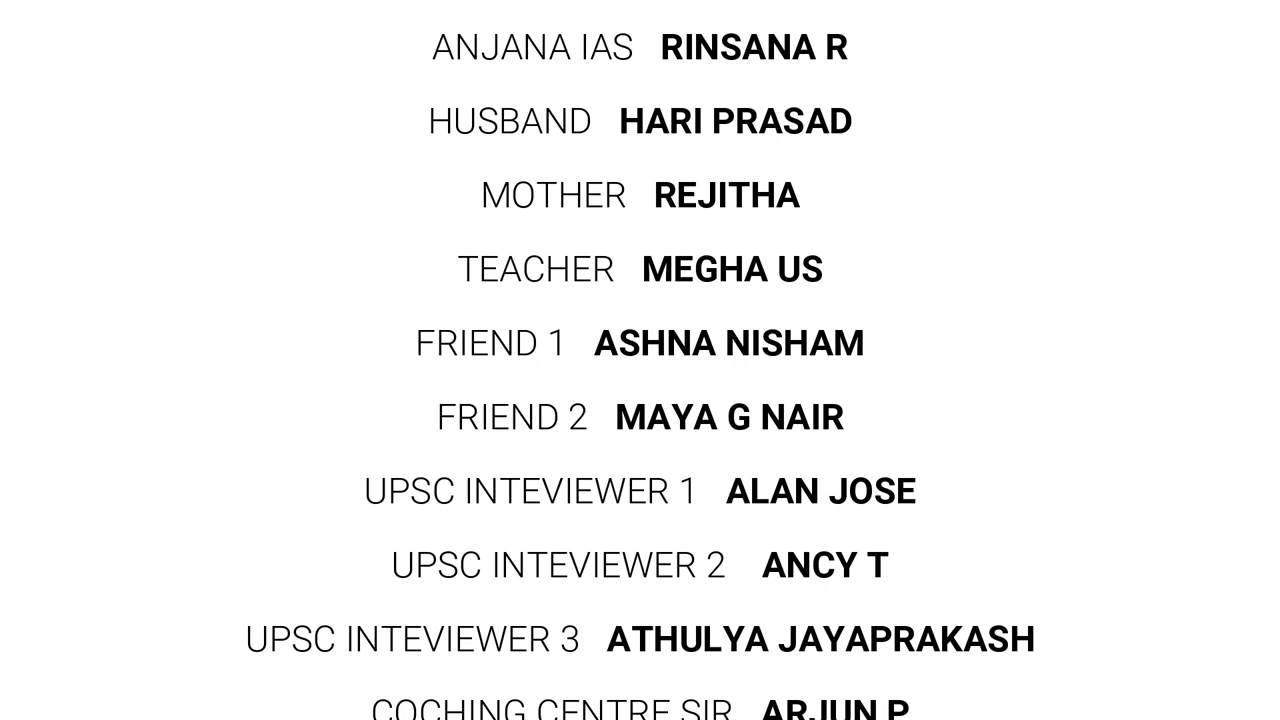 ANJANA IAS RINSANA R
HUSBAND HARI PRASAD
MOTHER REJITHA
TEACHER MEGHA US
FRIEND 1 ASHNA NISHAM
FRIEND 2 MAYA G NAIR
UPSC INTEVIEWER 1 ALAN JOSE
UPSC INTEVIEWER 2 ANCY T
UPSC INTEVIEWER 3 ATHULYA JAYAPRAKASH
COCHING CENTRE SIR ARJUN P